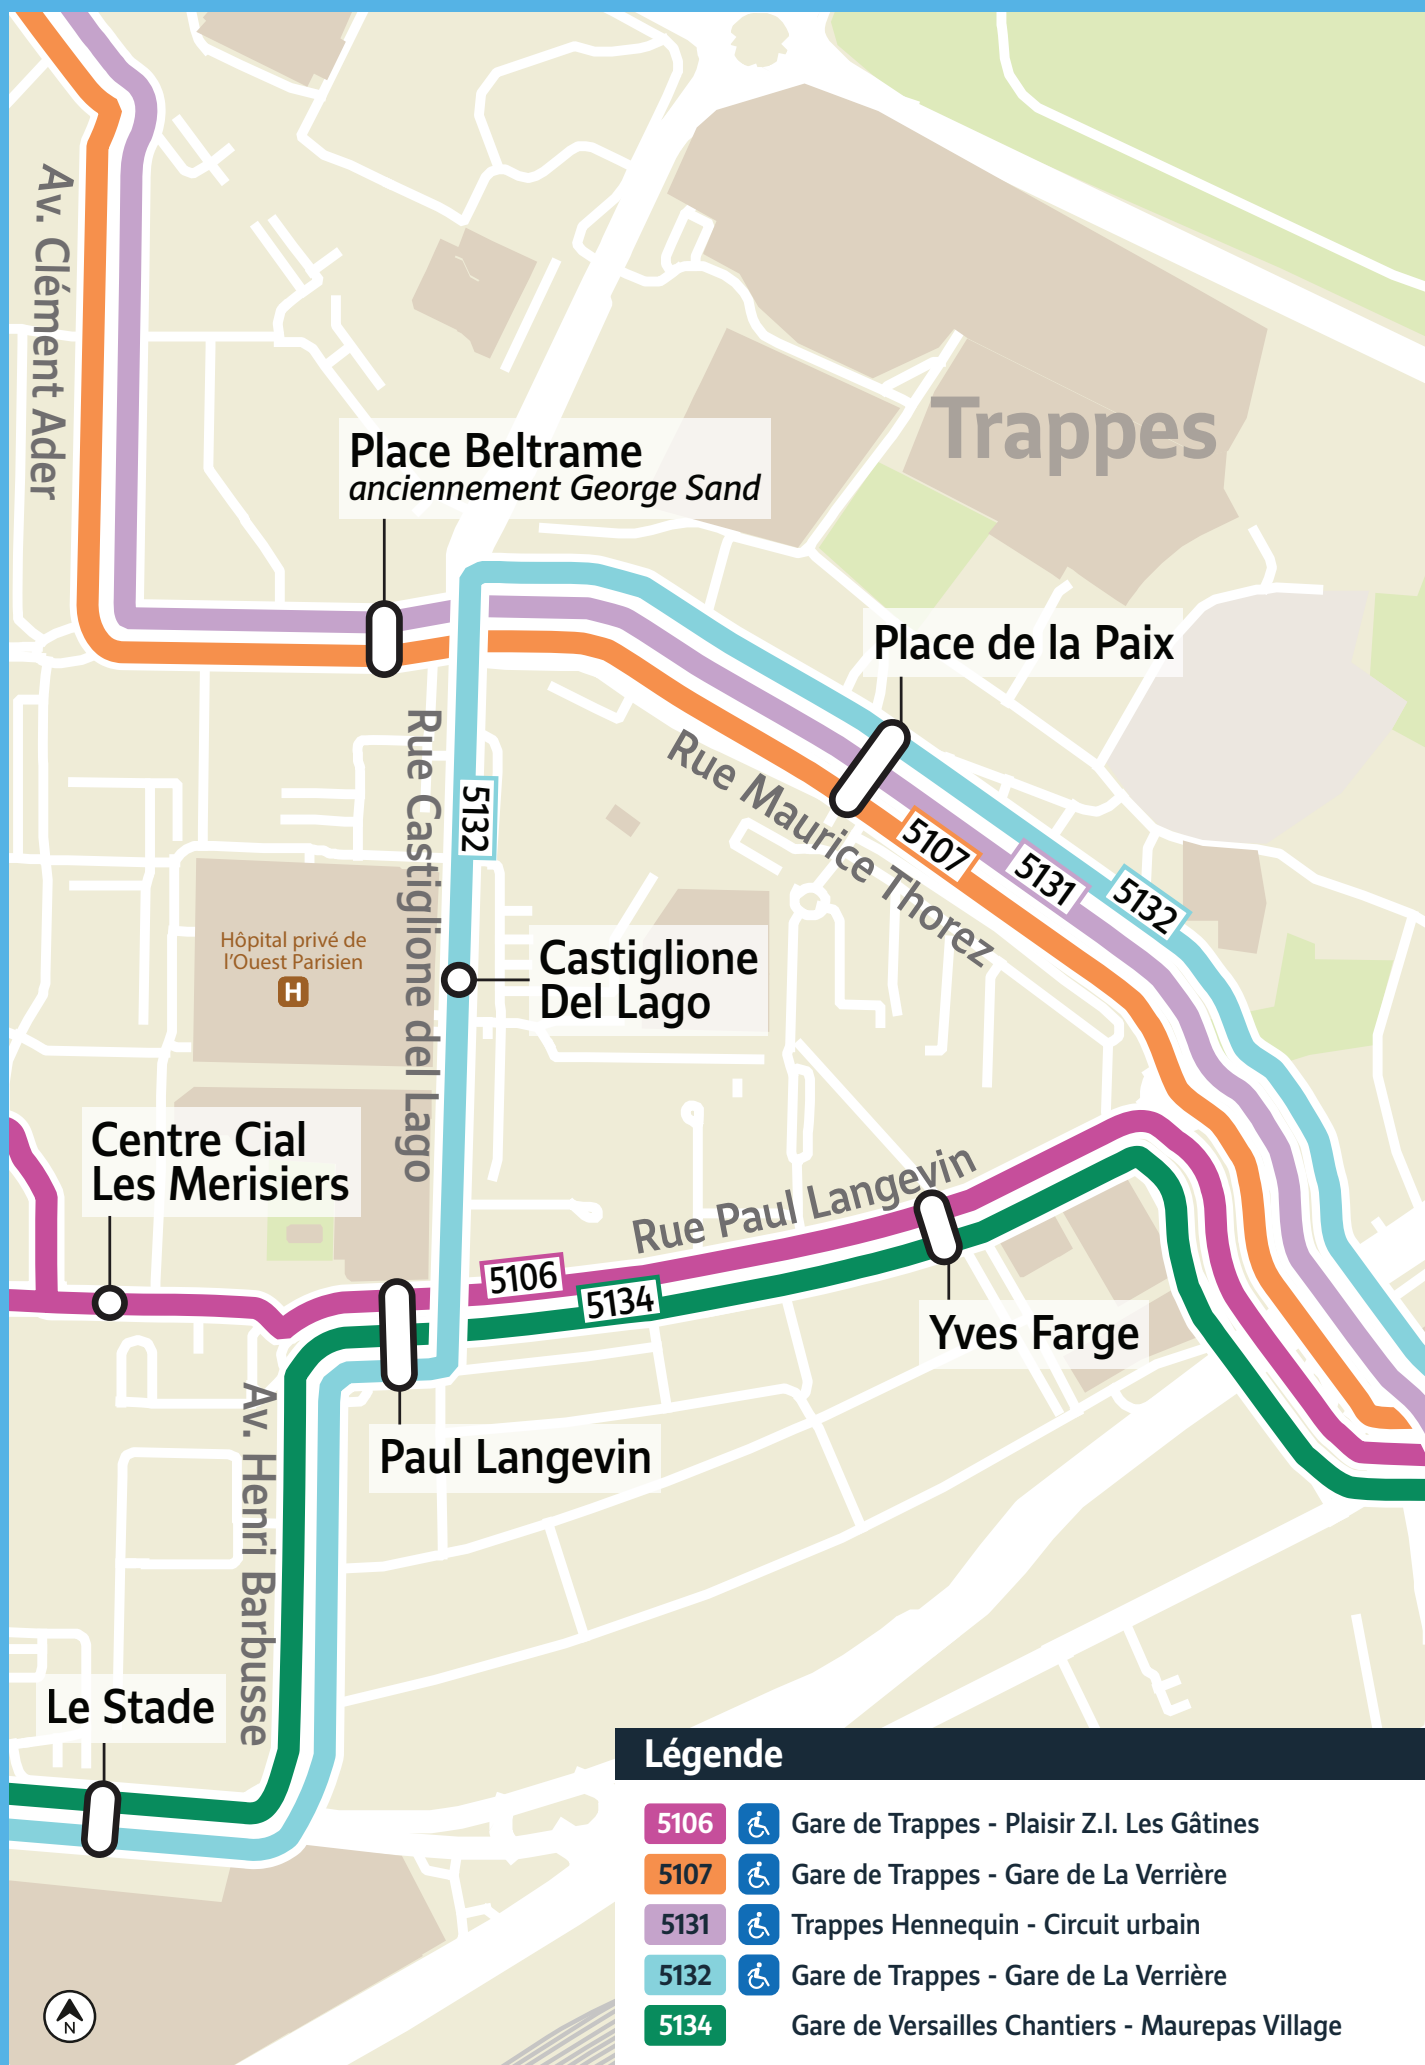 Av. Clément Ader
Place Beltrame
anciennement George Sand
Trappes
Place de la Paix
Rue Castiglione del Lago
5132
Rue Maurice Thorez
5107
5131
5132
Hôpital privé de
l'Ouest Parisien
H
Castiglione
Del Lago
Centre Cial
Les Merisiers
Rue Paul Langevin
5106
5134
Yves Farge
Paul Langevin
Av. Henri Barbusse
Le Stade
Légende
5106 Gare de Trappes - Plaisir Z.I. Les Gâtines
5107 Gare de Trappes - Gare de La Verrière
5131 Trappes Hennequin - Circuit urbain
5132 Gare de Trappes - Gare de La Verrière
5134 Gare de Versailles Chantiers - Maurepas Village
N